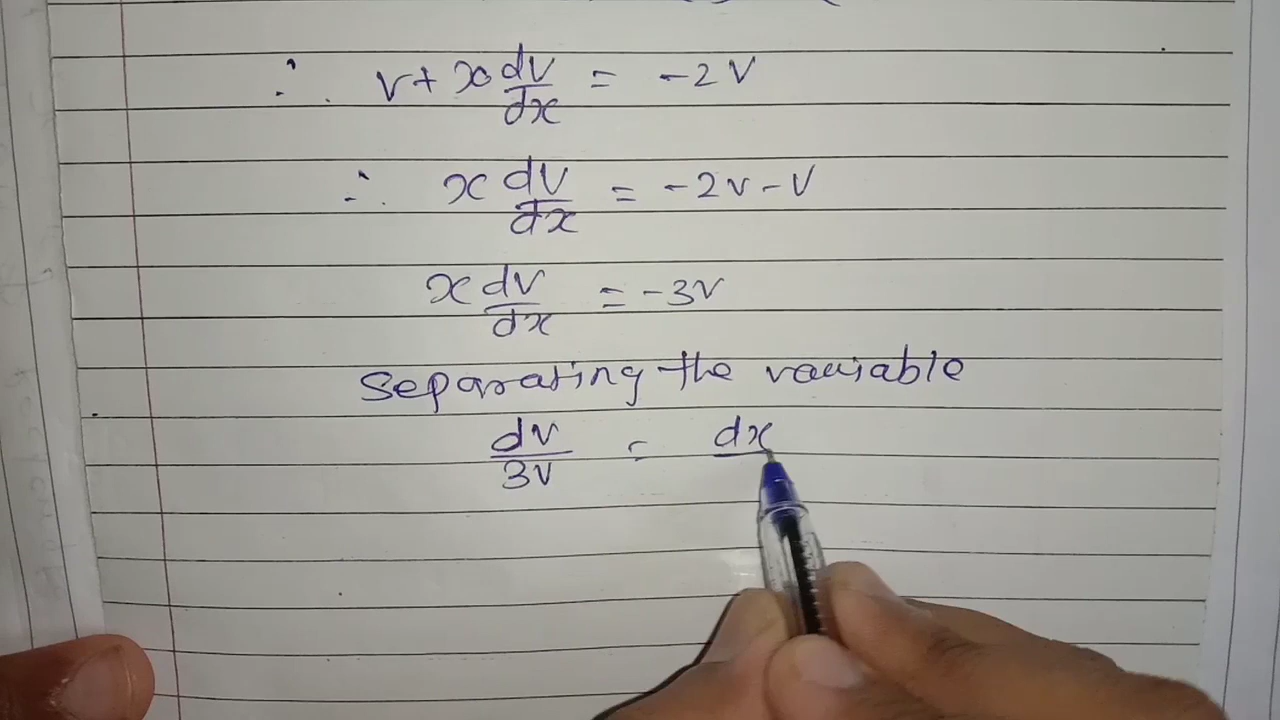 ∴ v + x dv/dx = -2v
∴ x dv/dx = -2v - v
x dv/dx = -3v
Separating the variable
dv/3v = dx